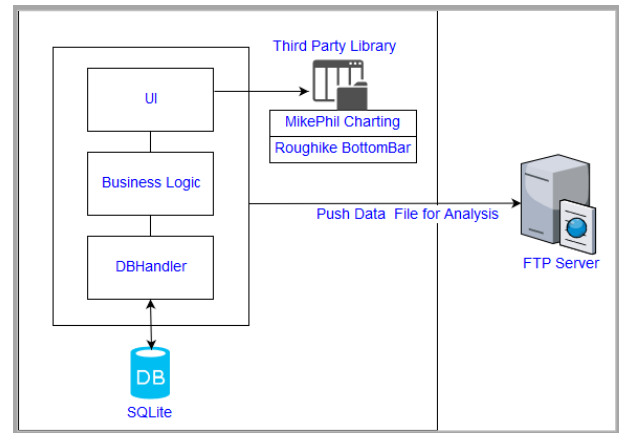 Third Party Library
UI
MikePhil Charting
Roughike BottomBar
Business Logic
Push Data File for Analysis
DBHandler
FTP Server
DB
SQLite